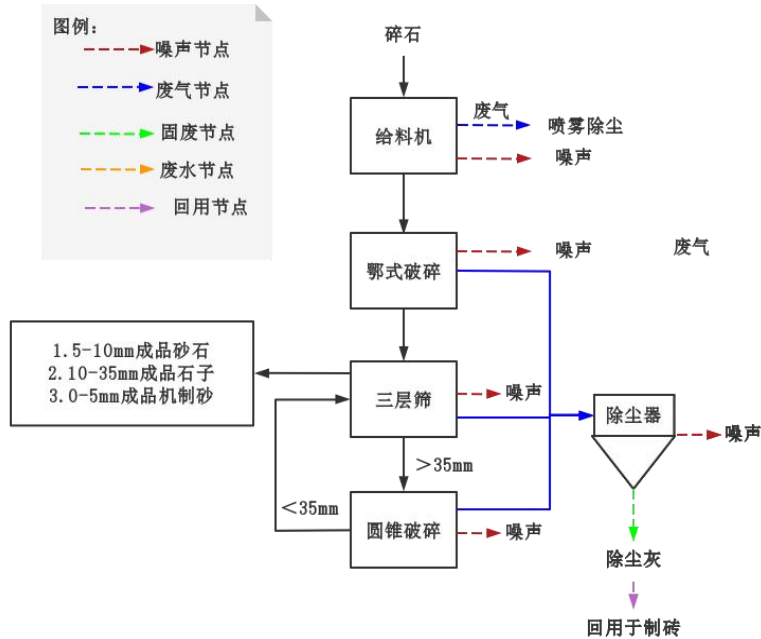 图例:
噪声节点
废气节点
固废节点
废水节点
回用节点
碎石
给料机
废气
喷雾除尘
噪声
鄂式破碎
噪声
废气
1.5-10mm成品砂石
2.10-35mm成品石子
3.0-5mm成品机制砂
三层筛
噪声
除尘器
噪声
＞35mm
＜35mm
圆锥破碎
噪声
除尘灰
回用于制砖